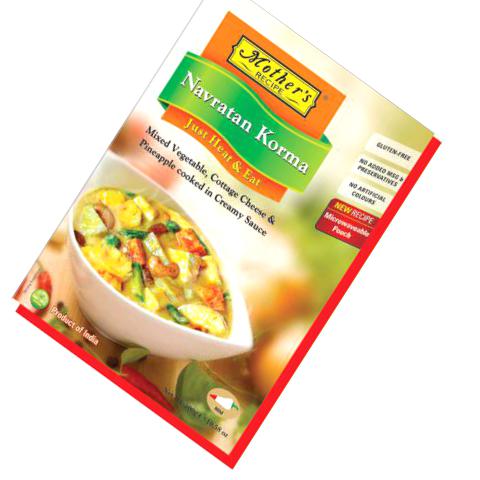 Mother's
RECIPE
Navratan Korma
Just Heat & Eat
Mixed Vegetable, Cottage Cheese &
Pineapple cooked in Creamy Sauce
GLUTEN-FREE
NO ADDED MSG &
PRESERVATIVES
NO ARTIFICIAL
COLOURS
NEW RECIPE
Microwaveable
Pouch
Product of India
Mild